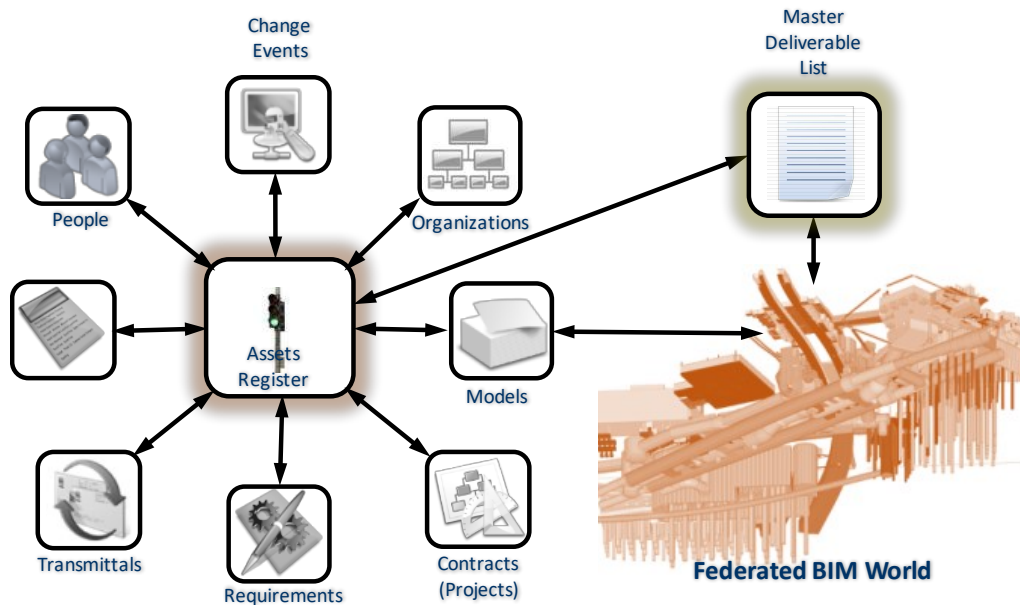 Change
Events
Master
Deliverable
List
People
Organizations
Assets
Register
Models
Transmittals
Requirements
Contracts
(Projects)
Federated BIM World